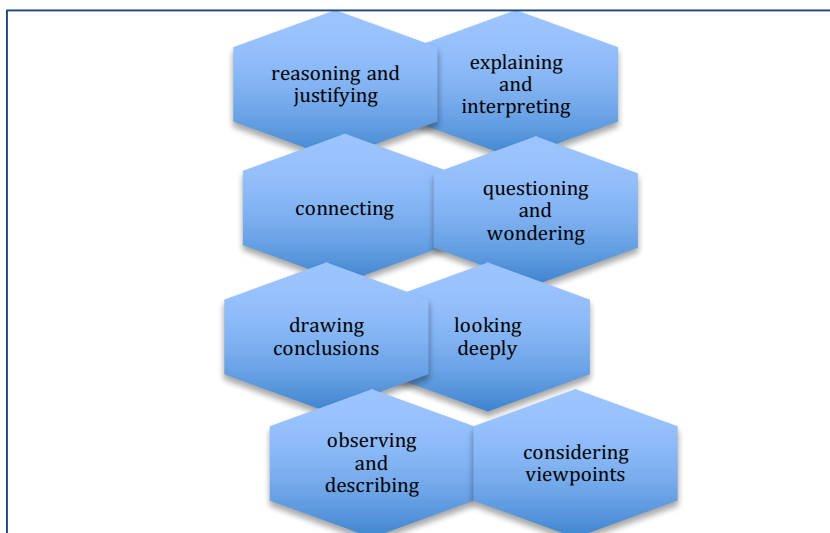 reasoning and
justifying
explaining
and
interpreting
connecting
questioning
and
wondering
drawing
conclusions
looking
deeply
observing
and
describing
considering
viewpoints